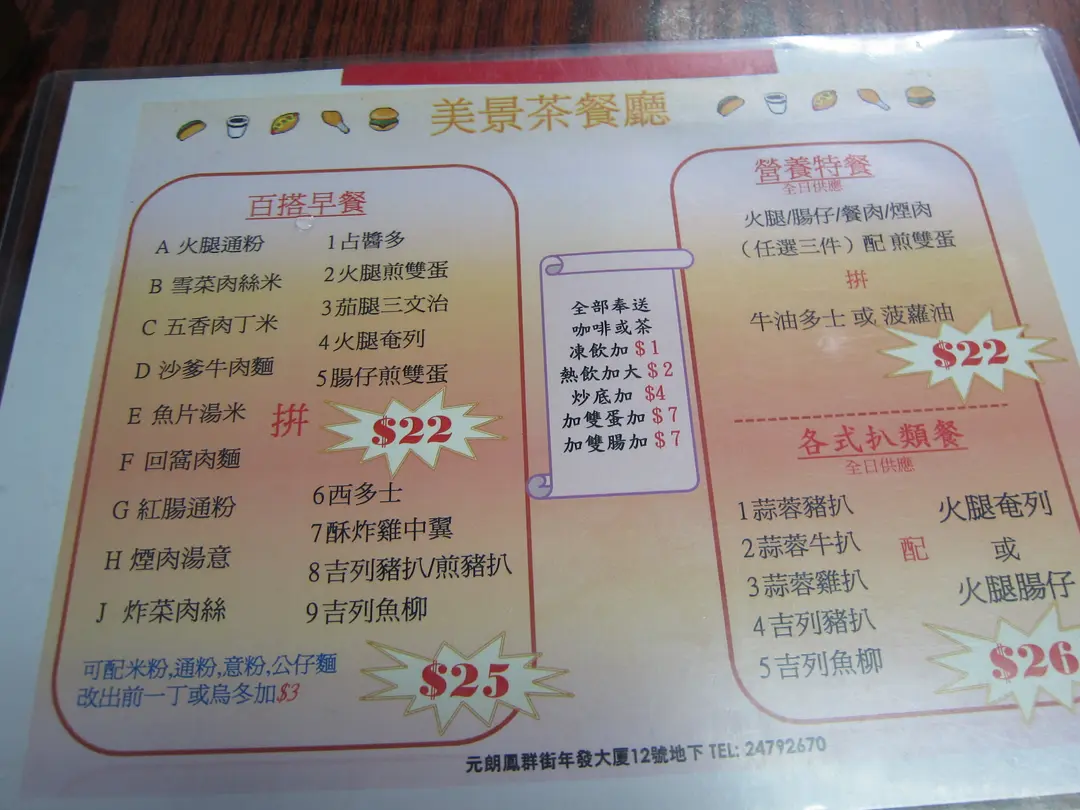 美景茶餐廳
百搭早餐
A 火腿通粉
B 雪菜肉絲米
C 五香肉丁米
D 沙爹牛肉麵
E 魚片湯米
F 回窩肉麵
G 紅腸通粉
H 煙肉湯意
J 炸菜肉絲
拼
1占醬多
2火腿煎雙蛋
3茄腿三文治
4火腿奄列
5腸仔煎雙蛋
$22
6西多士
7酥炸雞中翼
8吉列豬扒/煎豬扒
9吉列魚柳
$25
可配米粉,通粉,意粉,公仔麵
改出前一丁或烏冬加$3
全部奉送
咖啡或茶
凍飲加 $1
熱飲加大 $2
炒底加 $4
加雙蛋加 $7
加雙腸加 $7
營養特餐
全日供應
火腿/腸仔/餐肉/煙肉
（任選三件）配 煎雙蛋
拼
牛油多士 或 菠蘿油
$22
各式扒類餐
全日供應
1蒜蓉豬扒
2蒜蓉牛扒
3蒜蓉雞扒
4吉列豬扒
5吉列魚柳
配
火腿奄列
或
火腿腸仔
$26
元朗鳳群街年發大厦12號地下 TEL: 24792670